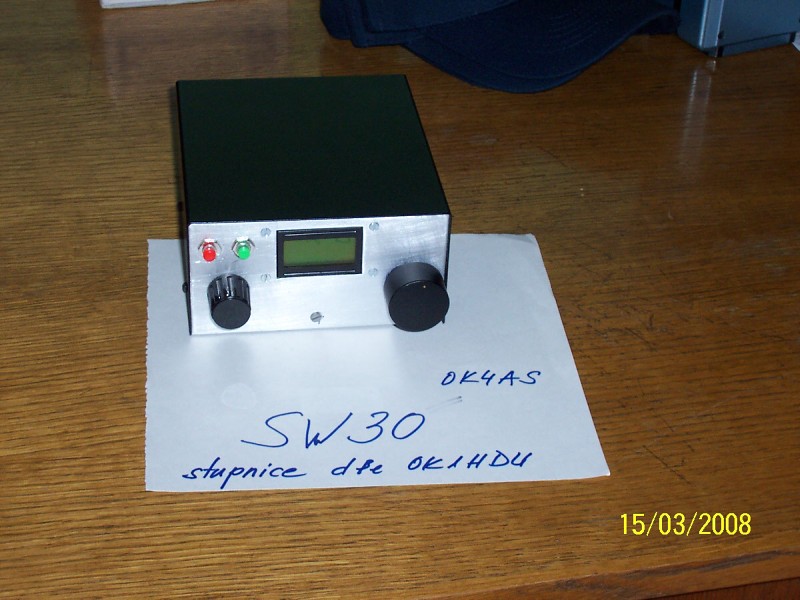 OK4AS
SW30
stupnice dle OK1HDU
15/03/2008